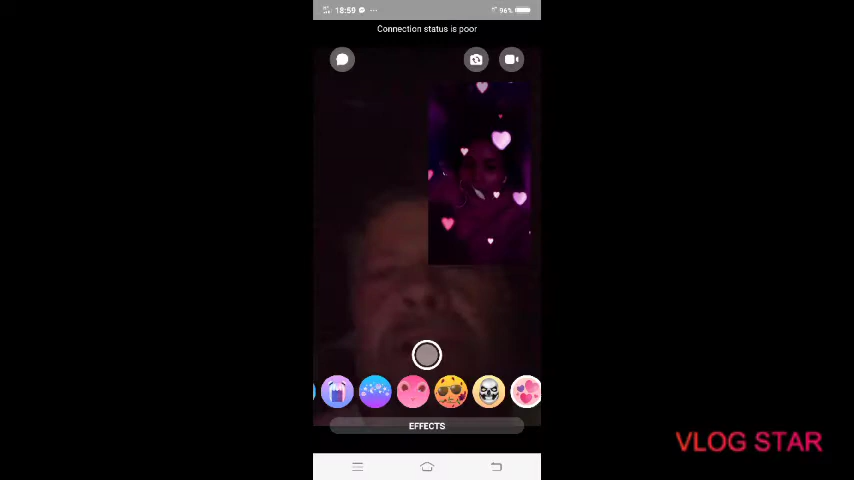 18:59
96%
Connection status is poor
EFFECTS
VLOG STAR